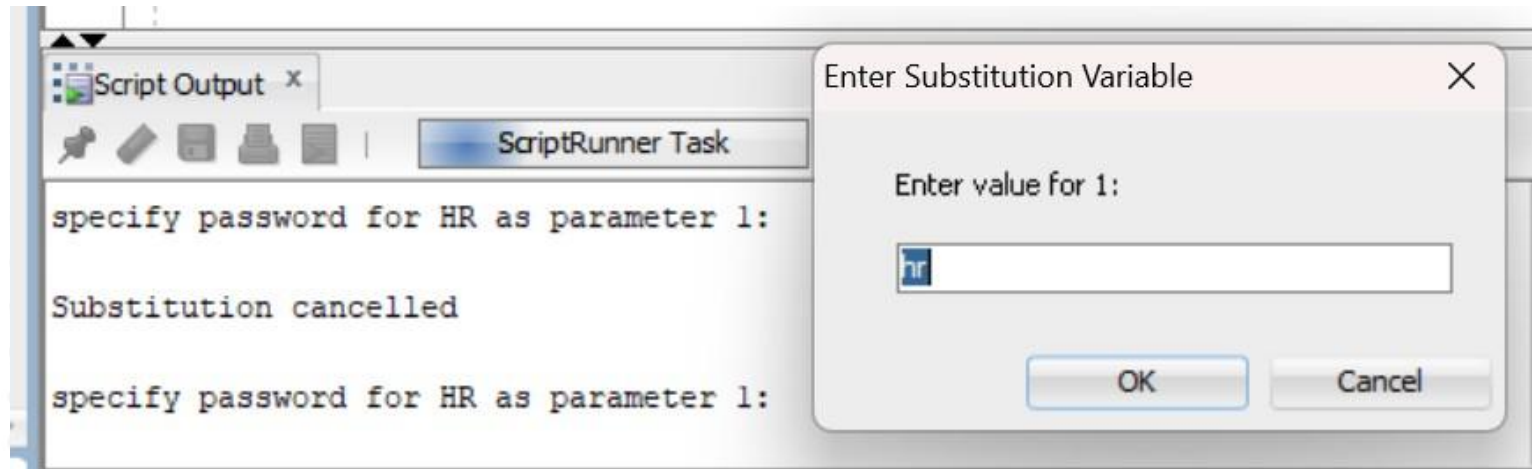 Script Output x
ScriptRunner Task
specify password for HR as parameter 1:
Substitution cancelled
specify password for HR as parameter 1:
Enter Substitution Variable
Enter value for 1:
hr
OK
Cancel